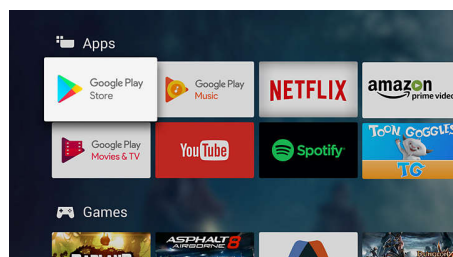 Apps
Google Play
Store
Google Play
Music
NETFLIX
amazon
prime video
Google Play
Movies & TV
YouTube
Spotify
TOON GOGGLES
TG
Games
BADLAND
ASPHALT 8
AIRBORNE